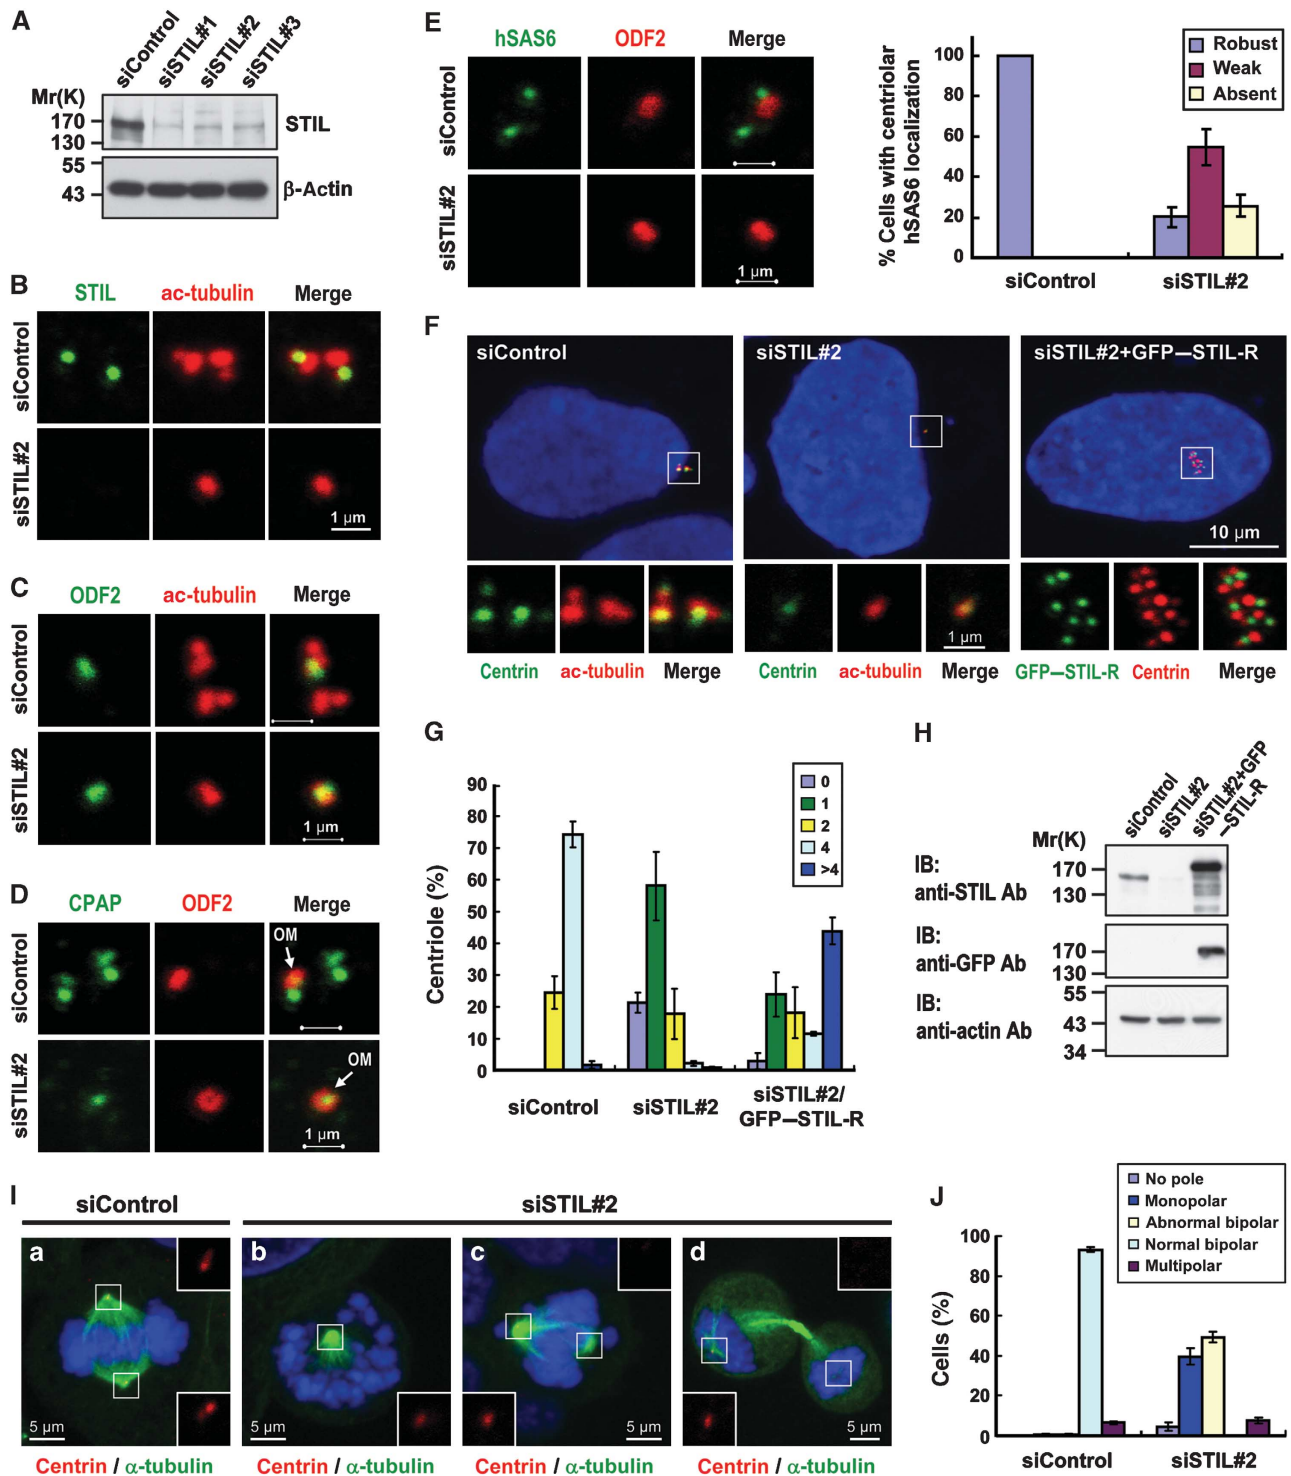 A
siControl
siSTIL#1
siSTIL#2
siSTIL#3
Mr(K)
170
130
STIL
55
43
β-Actin
B
STIL ac-tubulin Merge
siControl
siSTIL#2
1 μm
C
ODF2 ac-tubulin Merge
siControl
siSTIL#2
1 μm
D
CPAP ODF2 Merge
siControl
OM
siSTIL#2
OM
1 μm
E
hSAS6 ODF2 Merge
siControl
siSTIL#2
1 μm
% Cells with centriolar
hSAS6 localization
100
80
60
40
20
0
Robust
Weak
Absent
siControl siSTIL#2
F
siControl
siSTIL#2
siSTIL#2+GFP–STIL-R
10 μm
1 μm
Centrin ac-tubulin Merge
Centrin ac-tubulin Merge
GFP–STIL-R Centrin Merge
G
Centriole (%)
90
80
70
60
50
40
30
20
10
0
0
1
2
4
>4
siControl
siSTIL#2
siSTIL#2/
GFP–STIL-R
H
siControl
siSTIL#2
siSTIL#2+GFP
–STIL-R
Mr(K)
IB:
anti-STIL Ab
170
130
IB:
anti-GFP Ab
170
130
IB:
anti-actin Ab
55
43
34
I
siControl
siSTIL#2
a
b
c
d
5 μm
5 μm
5 μm
5 μm
Centrin / α-tubulin
Centrin / α-tubulin
Centrin / α-tubulin
Centrin / α-tubulin
J
No pole
Monopolar
Abnormal bipolar
Normal bipolar
Multipolar
Cells (%)
100
80
60
40
20
0
siControl
siSTIL#2